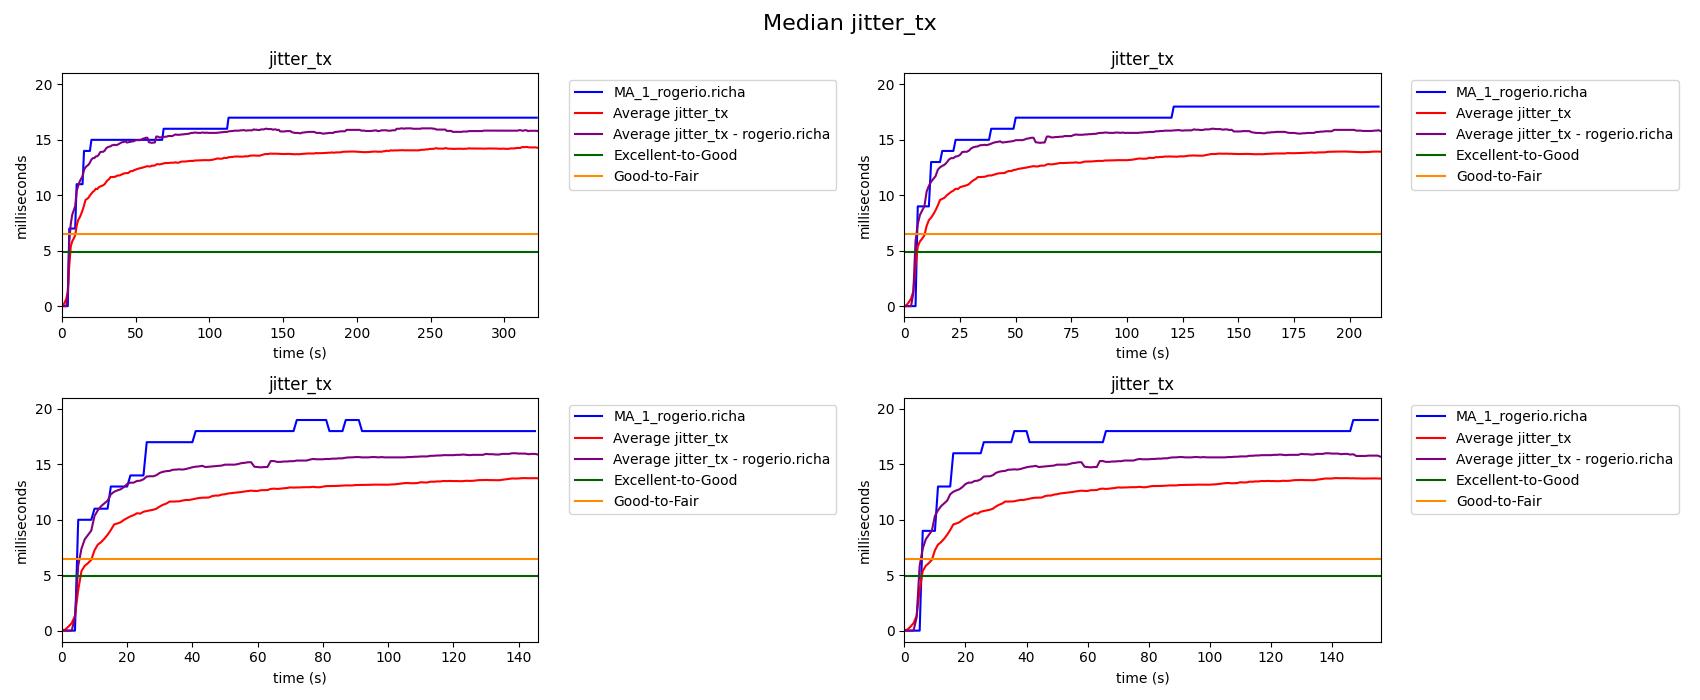 Median jitter_tx
jitter_tx
20
15
10
5
0
milliseconds
0 50 100 150 200 250 300
time (s)
MA_1_rogerio.richa
Average jitter_tx
Average jitter_tx - rogerio.richa
Excellent-to-Good
Good-to-Fair
jitter_tx
20
15
10
5
0
milliseconds
0 25 50 75 100 125 150 175 200
time (s)
MA_1_rogerio.richa
Average jitter_tx
Average jitter_tx - rogerio.richa
Excellent-to-Good
Good-to-Fair
jitter_tx
20
15
10
5
0
milliseconds
0 20 40 60 80 100 120 140
time (s)
MA_1_rogerio.richa
Average jitter_tx
Average jitter_tx - rogerio.richa
Excellent-to-Good
Good-to-Fair
jitter_tx
20
15
10
5
0
milliseconds
0 20 40 60 80 100 120 140
time (s)
MA_1_rogerio.richa
Average jitter_tx
Average jitter_tx - rogerio.richa
Excellent-to-Good
Good-to-Fair